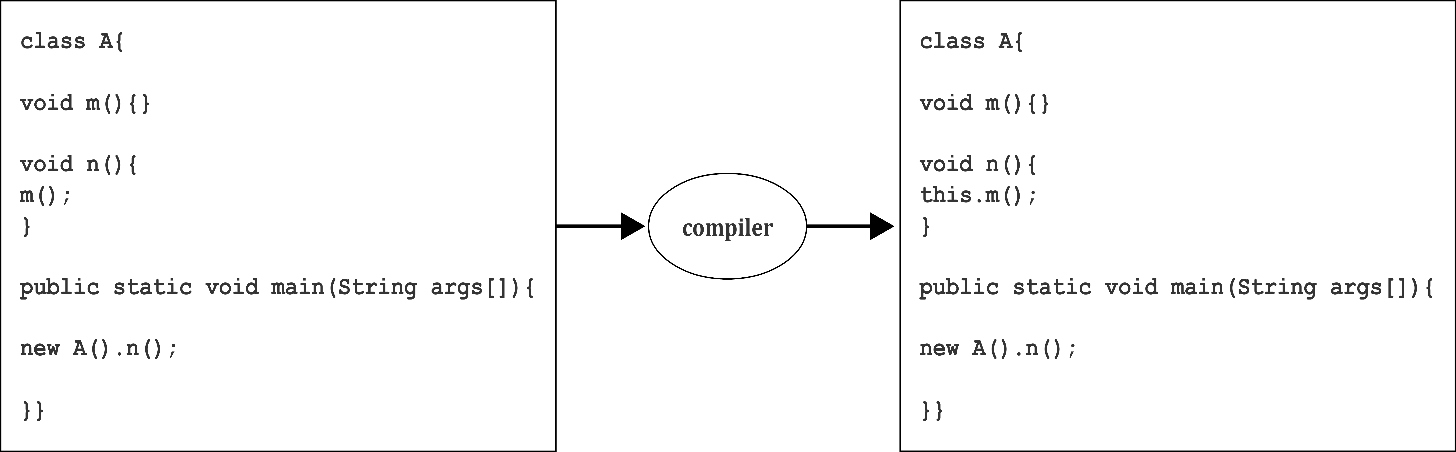 class A{
void m(){}
void n(){
m();
}
public static void main(String args[]){
new A().n();
}}
compiler
class A{
void m(){}
void n(){
this.m();
}
public static void main(String args[]){
new A().n();
}}